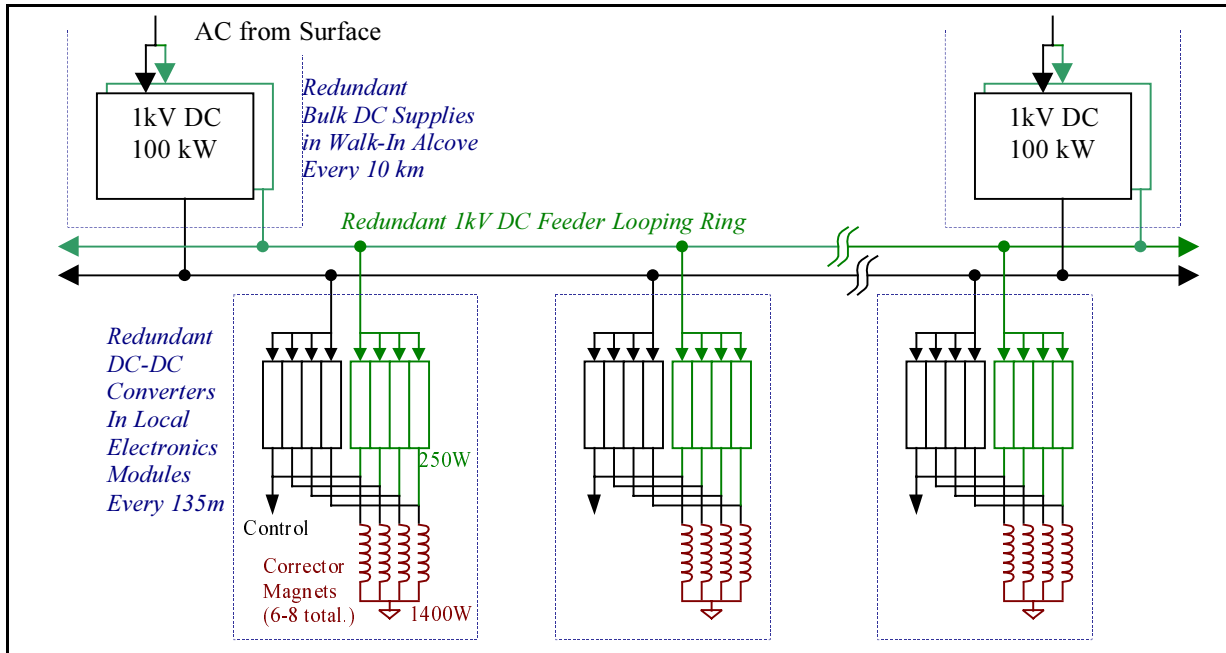 AC from Surface
1kV DC
100 kW
Redundant
Bulk DC Supplies
in Walk-In Alcove
Every 10 km
1kV DC
100 kW
Redundant 1kV DC Feeder Looping Ring
Redundant
DC-DC
Converters
In Local
Electronics
Modules
Every 135m
250W
Control
Corrector
Magnets
(6-8 total.)
1400W